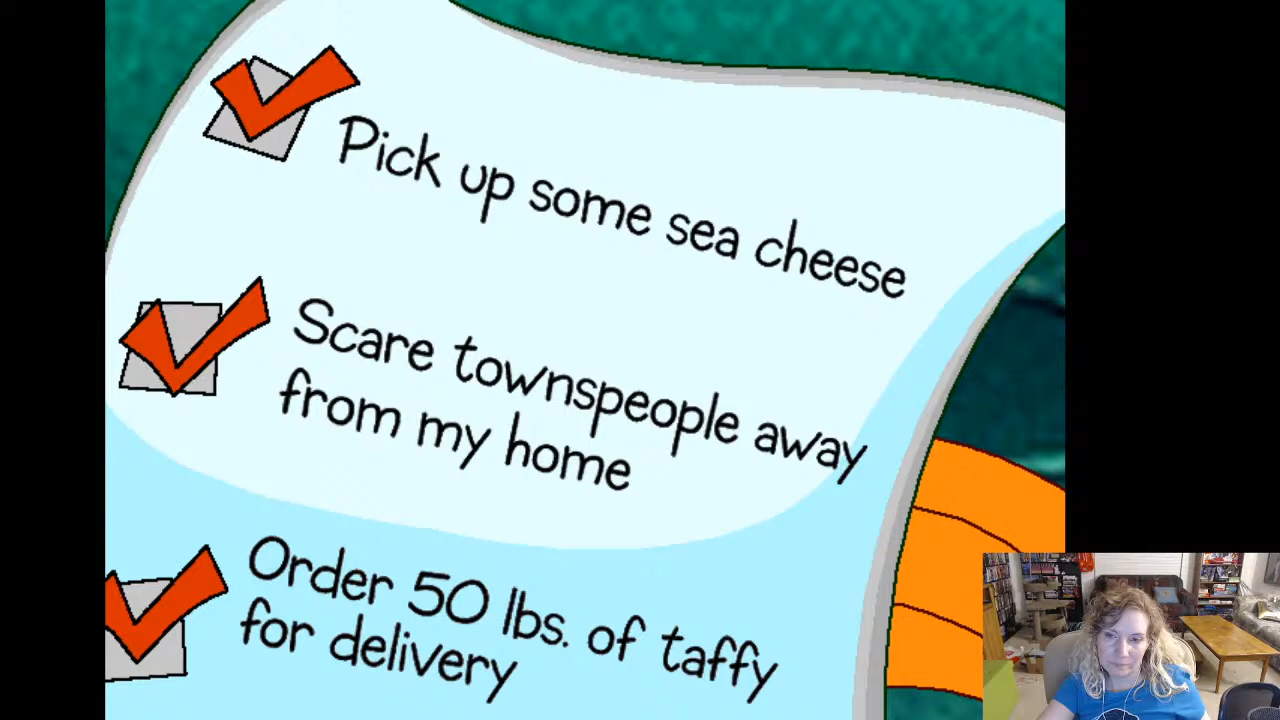 Pick up some sea cheese
Scare townspeople away
from my home
Order 50 lbs. of taffy
for delivery